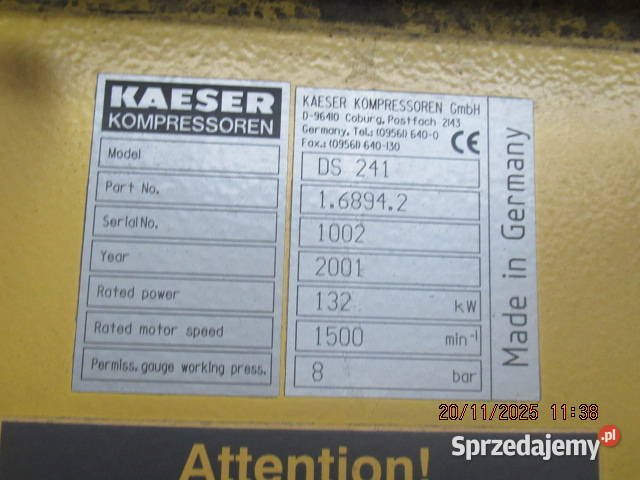 KAESER
KOMPRESSOREN
Model
Part No.
Serial No.
Year
Rated power
Rated motor speed
Permiss. gauge working press.
KAESER KOMPRESSOREN GmbH
D-96410 Coburg, Postfach 2143
Germany, Tel.: (09561) 640-0
Fax.: (09561) 640-130
CE
DS 241
1.6894.2
1002
2001
132 kW
1500 min⁻¹
8 bar
Made in Germany
20/11/2025 11:38
Attention!
Sprzedajemy.pl